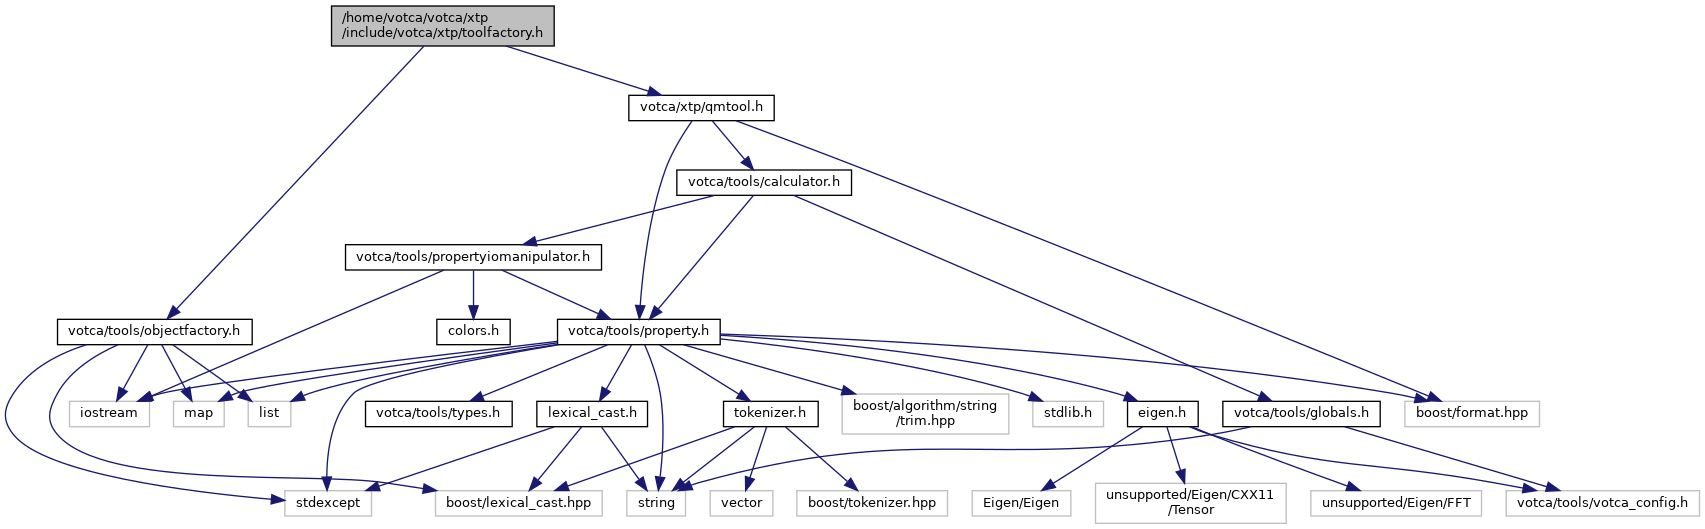 /home/votca/votca/xtp
/include/votca/xtp/toolfactory.h
votca/xtp/qmtool.h
votca/tools/calculator.h
votca/tools/propertyiomanipulator.h
votca/tools/objectfactory.h
colors.h
votca/tools/property.h
iostream
map
list
votca/tools/types.h
lexical_cast.h
tokenizer.h
boost/algorithm/string
/trim.hpp
stdlib.h
eigen.h
votca/tools/globals.h
boost/format.hpp
stdexcept
boost/lexical_cast.hpp
string
vector
boost/tokenizer.hpp
Eigen/Eigen
unsupported/Eigen/CXX11
/Tensor
unsupported/Eigen/FFT
votca/tools/votca_config.h